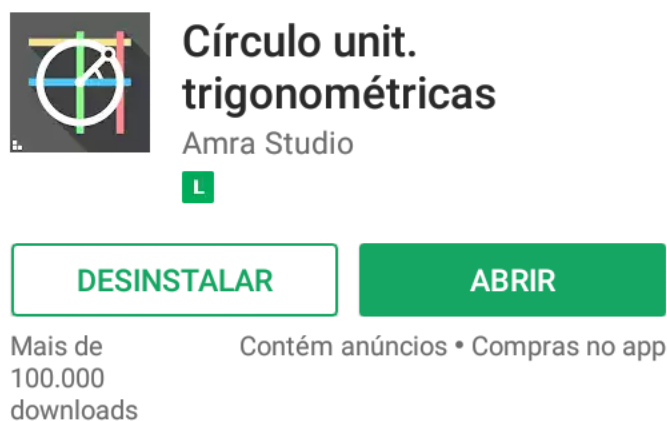 Círculo unit.
trigonométricas
Amra Studio
L
DESINSTALAR
ABRIR
Mais de
100.000
downloads
Contém anúncios • Compras no app